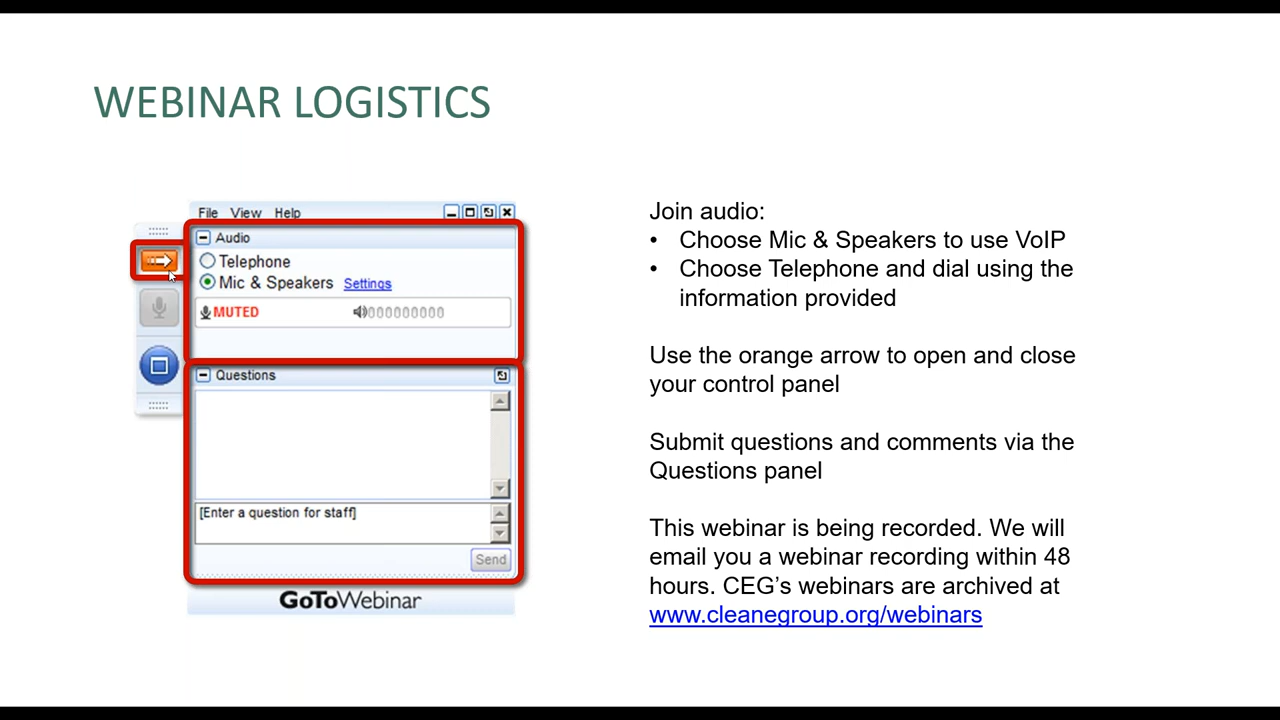 WEBINAR LOGISTICS
File View Help
Audio
Telephone
Mic & Speakers Settings
MUTED 000000000
Questions
[Enter a question for staff]
Send
GoToWebinar
Join audio:
• Choose Mic & Speakers to use VoIP
• Choose Telephone and dial using the
information provided
Use the orange arrow to open and close
your control panel
Submit questions and comments via the
Questions panel
This webinar is being recorded. We will
email you a webinar recording within 48
hours. CEG’s webinars are archived at
www.cleanegroup.org/webinars